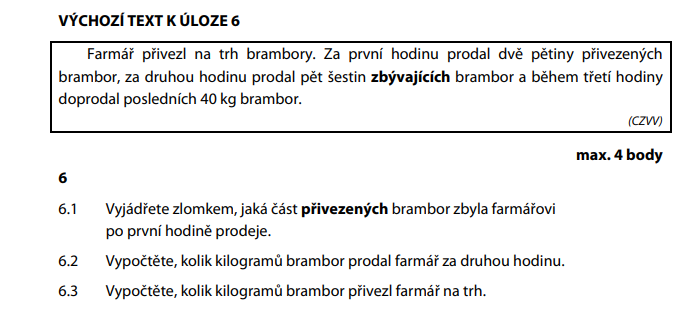 VÝCHOZÍ TEXT K ÚLOZE 6
Farmář přivezl na trh brambory. Za první hodinu prodal dvě pětiny přivezených
brambor, za druhou hodinu prodal pět šestin zbývajících brambor a během třetí hodiny
doprodal posledních 40 kg brambor.
(CZVV)
max. 4 body
6
6.1 Vyjádřete zlomkem, jaká část přivezených brambor zbyla farmářovi
po první hodině prodeje.
6.2 Vypočtěte, kolik kilogramů brambor prodal farmář za druhou hodinu.
6.3 Vypočtěte, kolik kilogramů brambor přivezl farmář na trh.